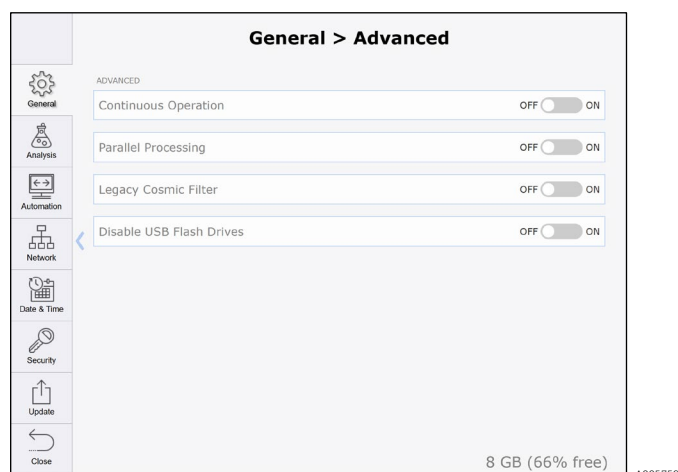 General > Advanced
General
Analysis
Automation
Network
Date & Time
Security
Update
Close
ADVANCED
Continuous Operation OFF ON
Parallel Processing OFF ON
Legacy Cosmic Filter OFF ON
Disable USB Flash Drives OFF ON
8 GB (66% free)